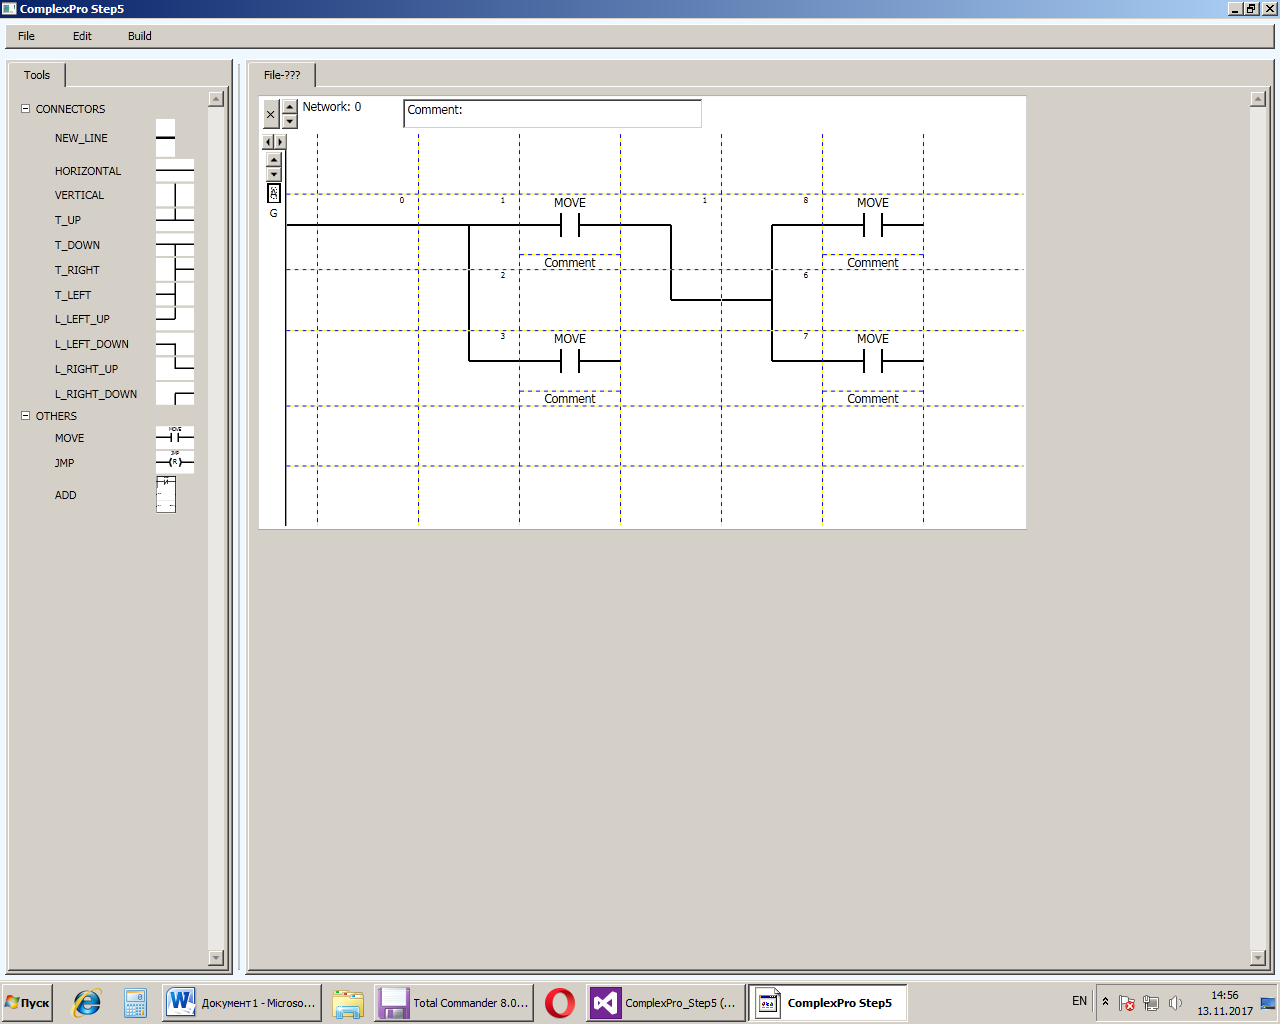 ComplexPro Step5
File Edit Build
Tools
CONNECTORS
NEW_LINE
HORIZONTAL
VERTICAL
T_UP
T_DOWN
T_RIGHT
T_LEFT
L_LEFT_UP
L_LEFT_DOWN
L_RIGHT_UP
L_RIGHT_DOWN
OTHERS
MOVE
MOVE
JMP
JMP
R
ADD
File-???
Network: 0
Comment:
A
G
0 1 MOVE 1 8 MOVE
Comment Comment
2 6
3 MOVE 7 MOVE
Comment Comment
Пуск
Документ1 - Microso...
Total Commander 8.0...
ComplexPro_Step5 (...
ComplexPro Step5
EN
14:56
13.11.2017